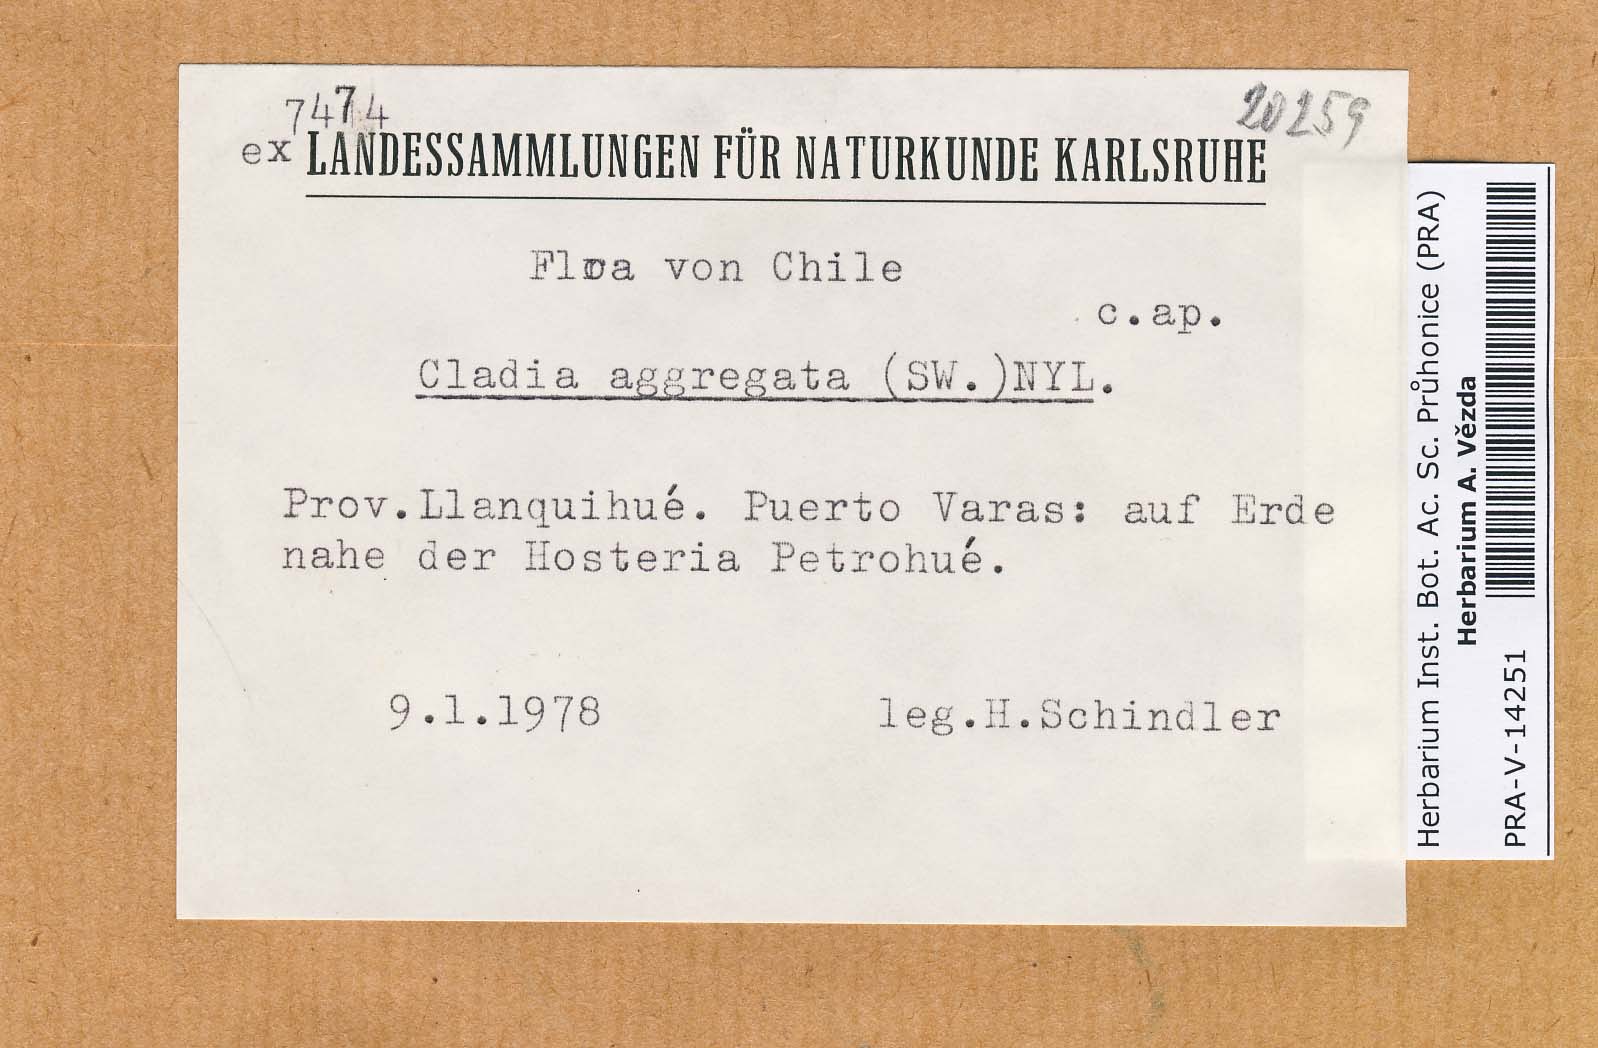 7474
20259
ex LANDESSAMMLUNGEN FÜR NATURKUNDE KARLSRUHE
Flora von Chile
c.ap.
Cladia aggregata (SW.)NYL.
Prov.Llanquihué. Puerto Varas: auf Erde
nahe der Hosteria Petrohué.
9.1.1978 leg.H.Schindler
Herbarium Inst. Bot. Ac. Sc. Průhonice (PRA)
Herbarium A. Vězda
PRA-V-14251